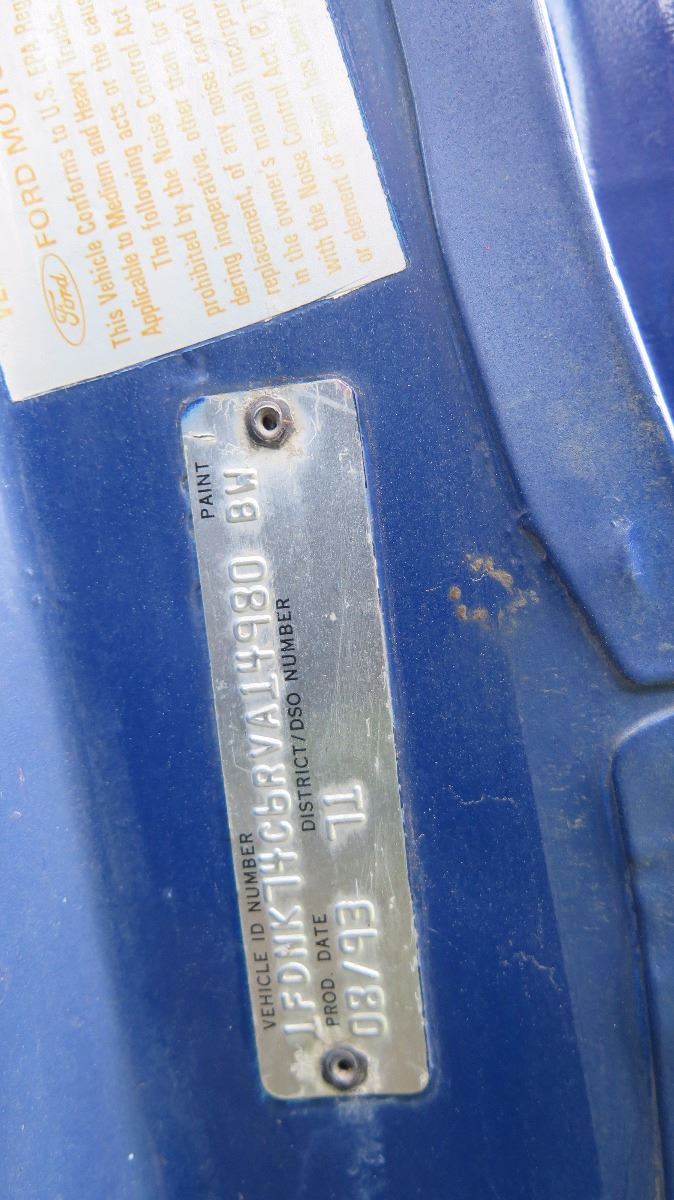 FORD MOTO
This Vehicle Conforms to U.S. EPA Reg
Applicable to Medium and Heavy Trucks.
The following acts or the cau
prohibited by the Noise Control Act
dering inoperative, other than for p
replacement, of any noise control
in the owner's manual) incorpor
with the Noise Control Act (2) T
or element of design has been
Ford
VEHICLE ID NUMBER PAINT
1FDNK74C6RVA14980 BW
PROD. DATE DISTRICT/DSO NUMBER
08/93 71